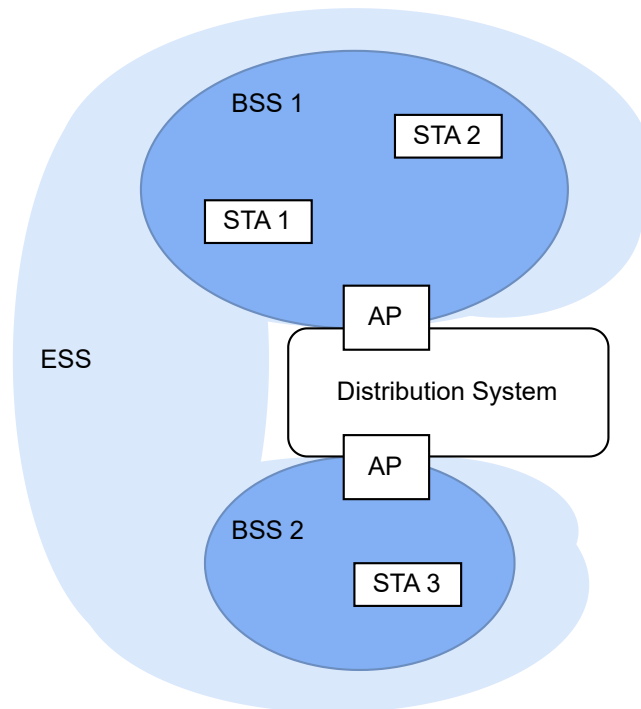 BSS 1
STA 2
STA 1
AP
ESS
Distribution System
AP
BSS 2
STA 3